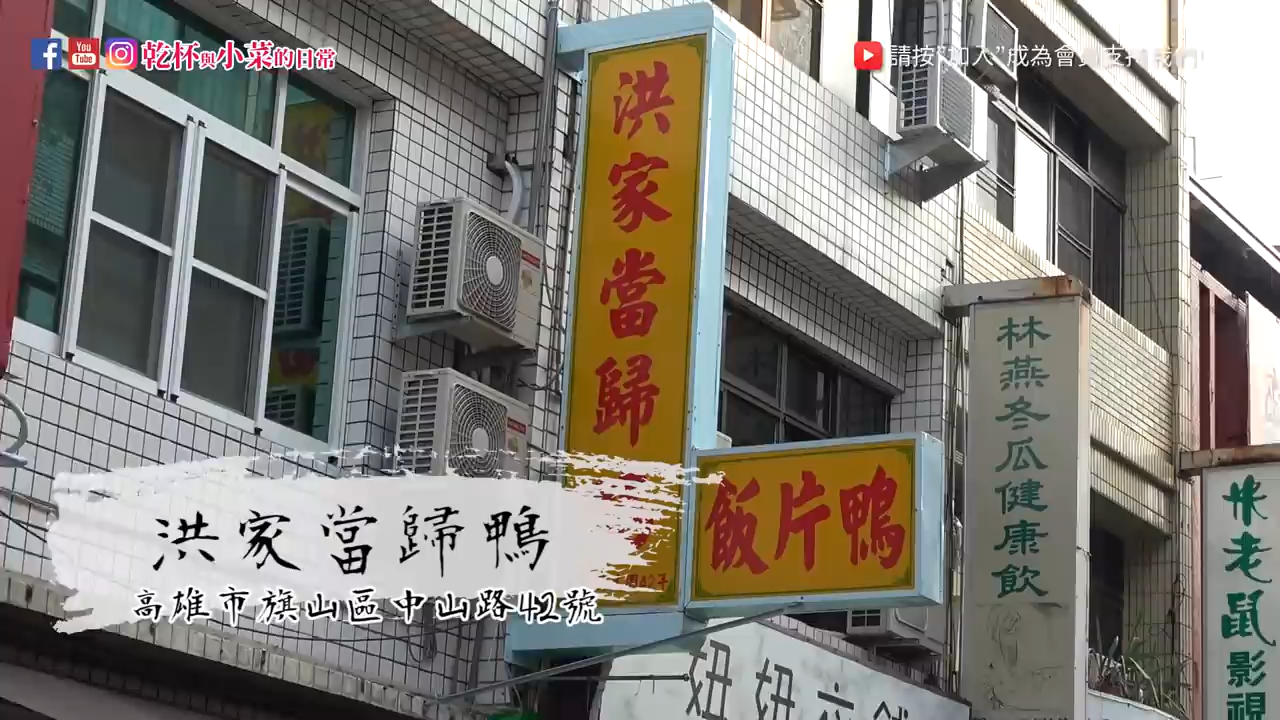 乾杯與小菜的日常
請按"加入"成為會員支持我們
洪家當歸
鴨片飯
洪家當歸鴨
高雄市旗山區中山路42號
林燕冬瓜健康飲
米老鼠影視
妞妞